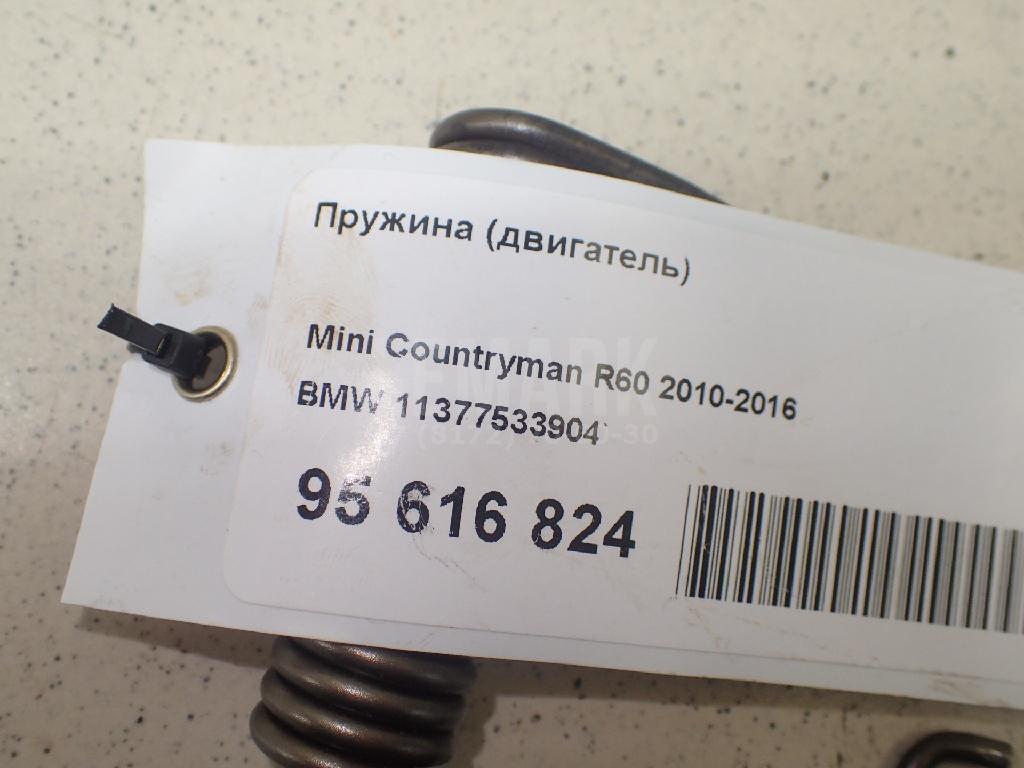 Пружина (двигатель)
Mini Countryman R60 2010-2016
BMW 11377533904
95 616 824